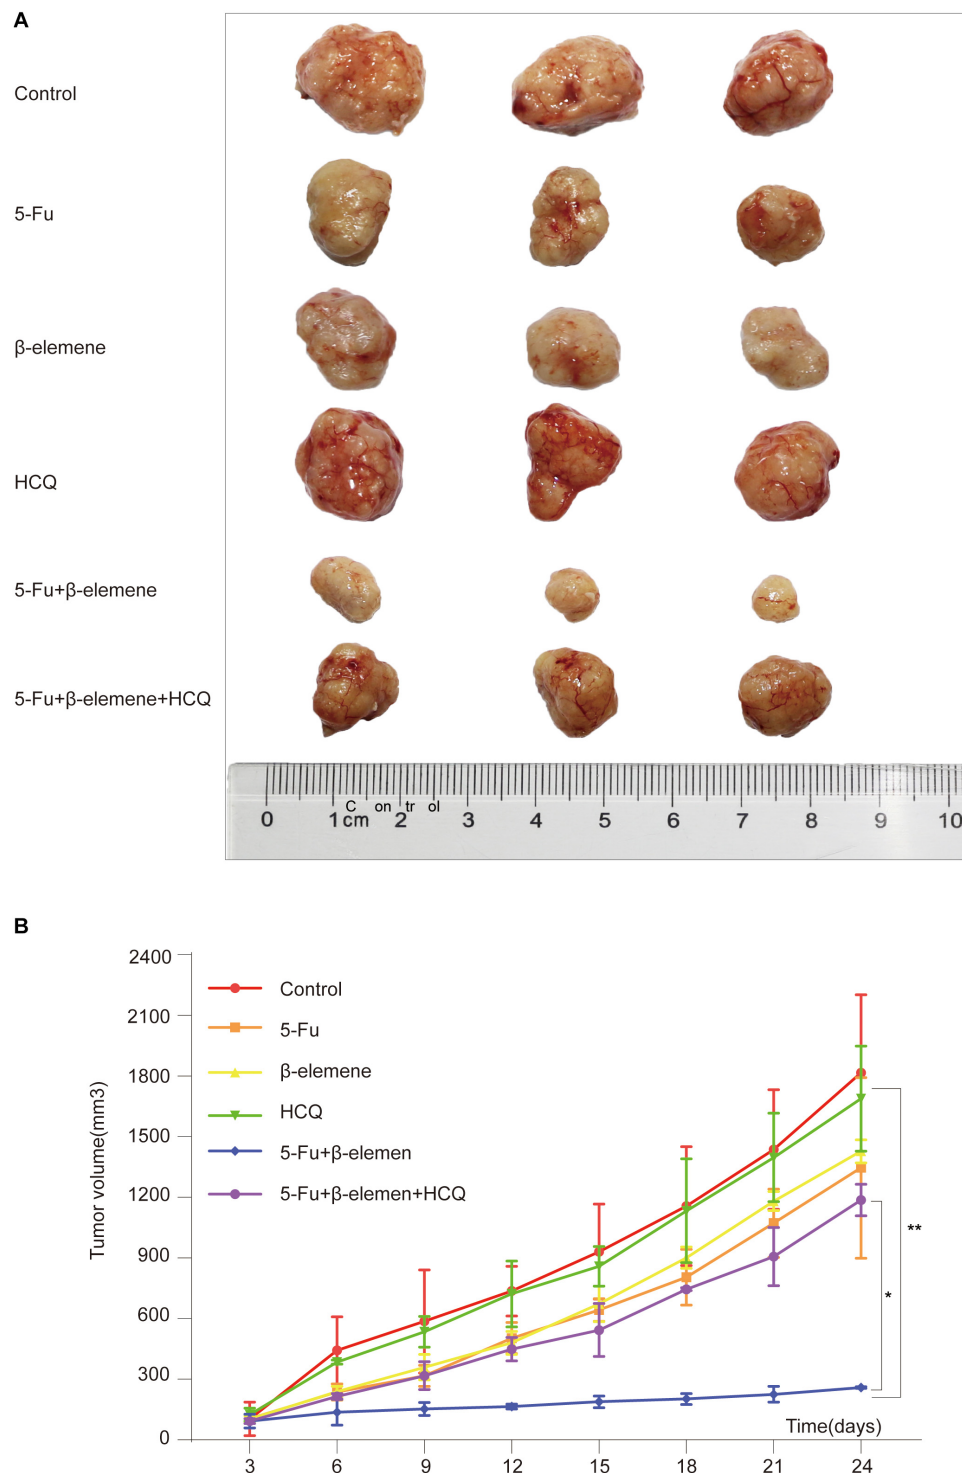 A
Control
5-Fu
β-elemene
HCQ
5-Fu+β-elemene
5-Fu+β-elemene+HCQ
C on tr ol
0 1 2 3 4 5 6 7 8 9 10
cm
B
Tumor volume(mm3)
2400
2100
1800
1500
1200
900
600
300
0
Control
5-Fu
β-elemene
HCQ
5-Fu+β-elemen
5-Fu+β-elemen+HCQ
**
*
Time(days)
3 6 9 12 15 18 21 24